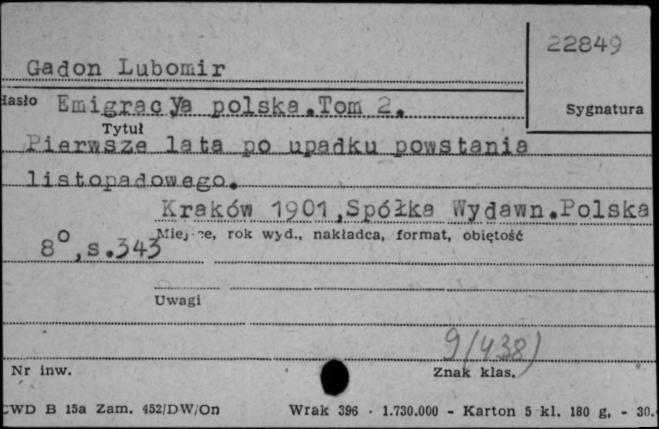 22849
Gadon Lubomir
Hasło Emigracya polska.Tom 2. Sygnatura
Tytuł
Pierwsze lata po upadku powstania
listopadowego.
Kraków 1901,Spółka Wydawn.Polska
Miejsce, rok wyd., nakładca, format, obiętość
8°,s.343
Uwagi
9/438)
Nr inw. Znak klas.
CWD B 15a Zam. 452/DW/On Wrak 396 · 1.730.000 - Karton 5 kl. 180 g, - 30.